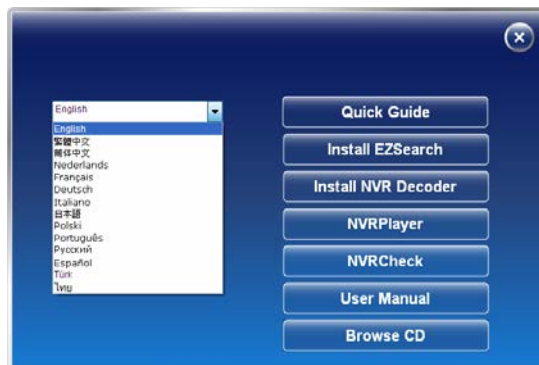 English
English
繁體中文
简体中文
Nederlands
Français
Deutsch
Italiano
日本語
Polski
Português
Русский
Español
Türk
ไทย
Quick Guide
Install EZSearch
Install NVR Decoder
NVRPlayer
NVRCheck
User Manual
Browse CD